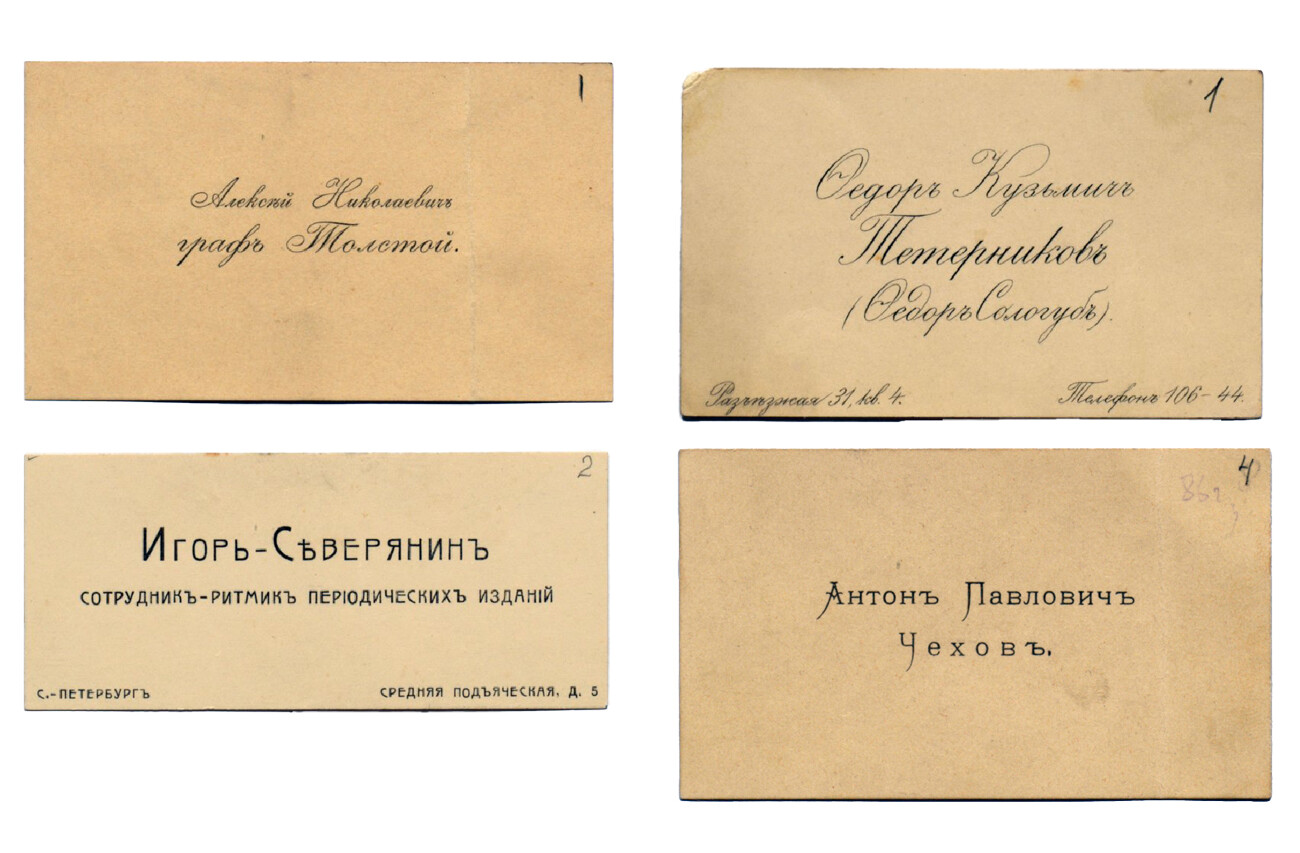 1
Алексѣй Николаевичъ
графъ Толстой.
1
Ѳедоръ Кузьмичъ
Тетерниковъ
(Ѳедоръ Сологубъ).
Разъѣзжая 31, кв. 4.
Телефонъ 106-44.
2
Игорь-Сѣверянинъ
сотрудникъ-ритмикъ періодическихъ изданій
С.-Петербургъ
Средняя Подъяческая, д. 5
4
86г
Антонъ Павловичъ
Чеховъ.